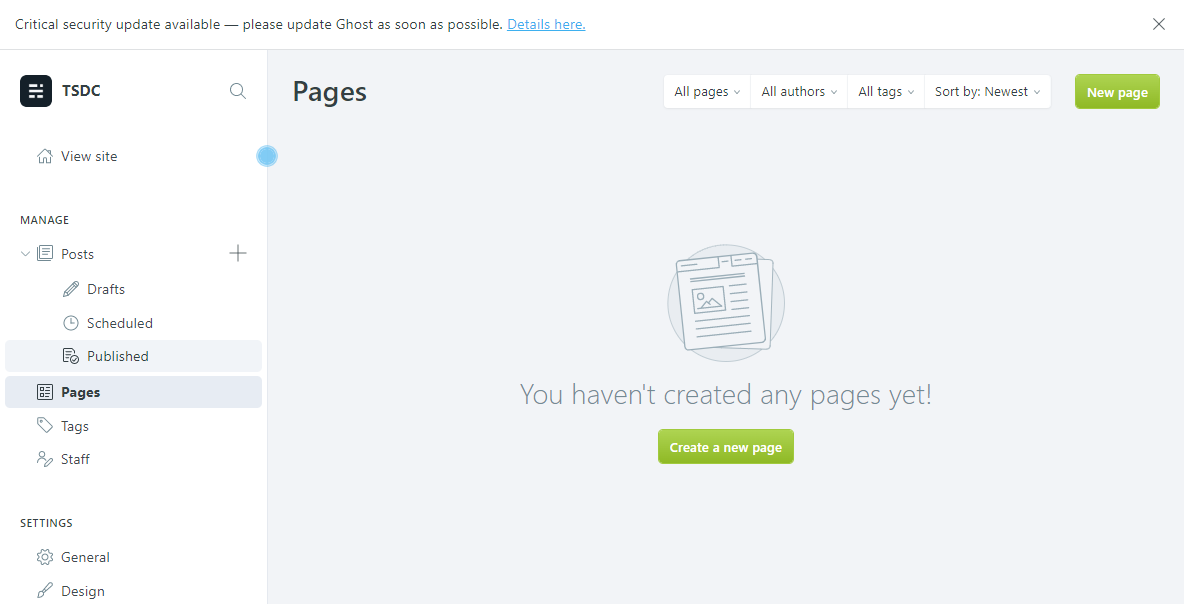 Critical security update available — please update Ghost as soon as possible. Details here.
TSDC
View site
MANAGE
Posts
Drafts
Scheduled
Published
Pages
Tags
Staff
SETTINGS
General
Design
Pages
All pages
All authors
All tags
Sort by: Newest
New page
You haven't created any pages yet!
Create a new page